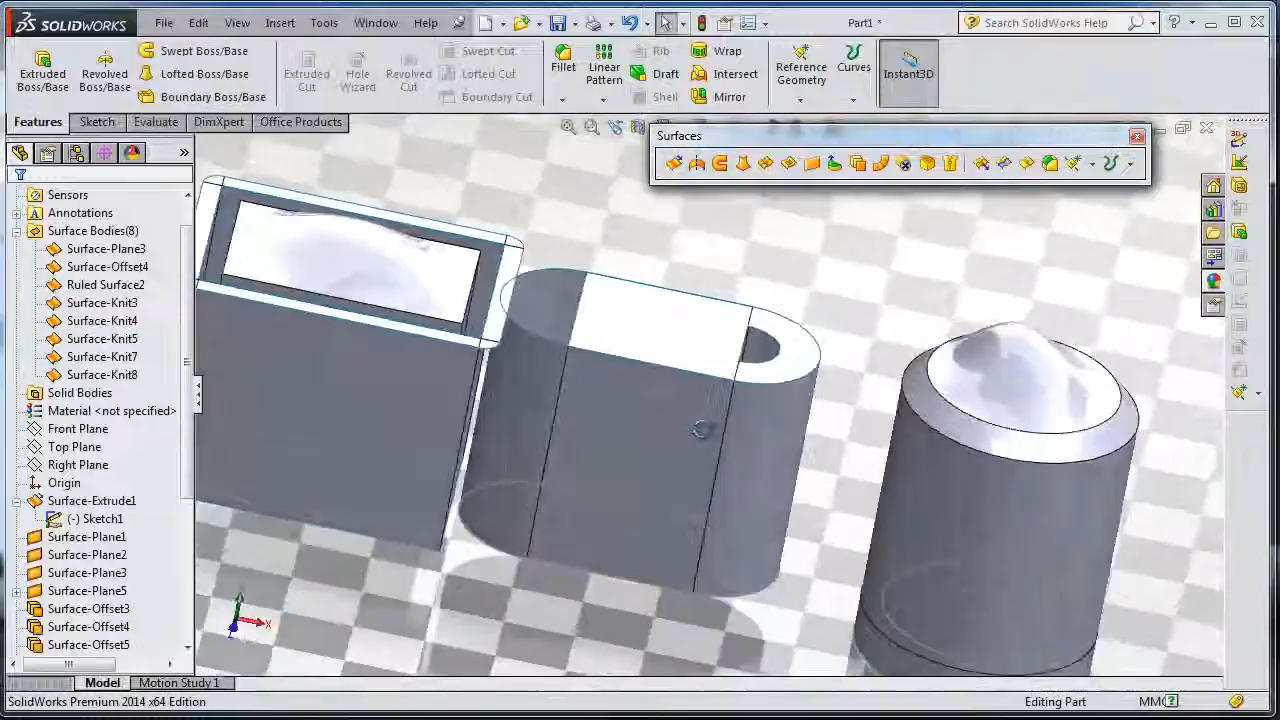 SOLIDWORKS File Edit View Insert Tools Window Help Part1 * Search SolidWorks Help
Extruded Boss/Base
Revolved Boss/Base
Swept Boss/Base
Lofted Boss/Base
Boundary Boss/Base
Extruded Cut
Hole Wizard
Revolved Cut
Swept Cut
Lofted Cut
Boundary Cut
Fillet
Linear Pattern
Rib
Draft
Shell
Wrap
Intersect
Mirror
Reference Geometry
Curves
Instant3D
Features Sketch Evaluate DimXpert Office Products
Surfaces
Sensors
Annotations
Surface Bodies(8)
Surface-Plane3
Surface-Offset4
Ruled Surface2
Surface-Knit3
Surface-Knit4
Surface-Knit5
Surface-Knit7
Surface-Knit8
Solid Bodies
Material <not specified>
Front Plane
Top Plane
Right Plane
Origin
Surface-Extrude1
(-) Sketch1
Surface-Plane1
Surface-Plane2
Surface-Plane3
Surface-Plane5
Surface-Offset3
Surface-Offset4
Surface-Offset5
X
Model Motion Study 1
SolidWorks Premium 2014 x64 Edition Editing Part